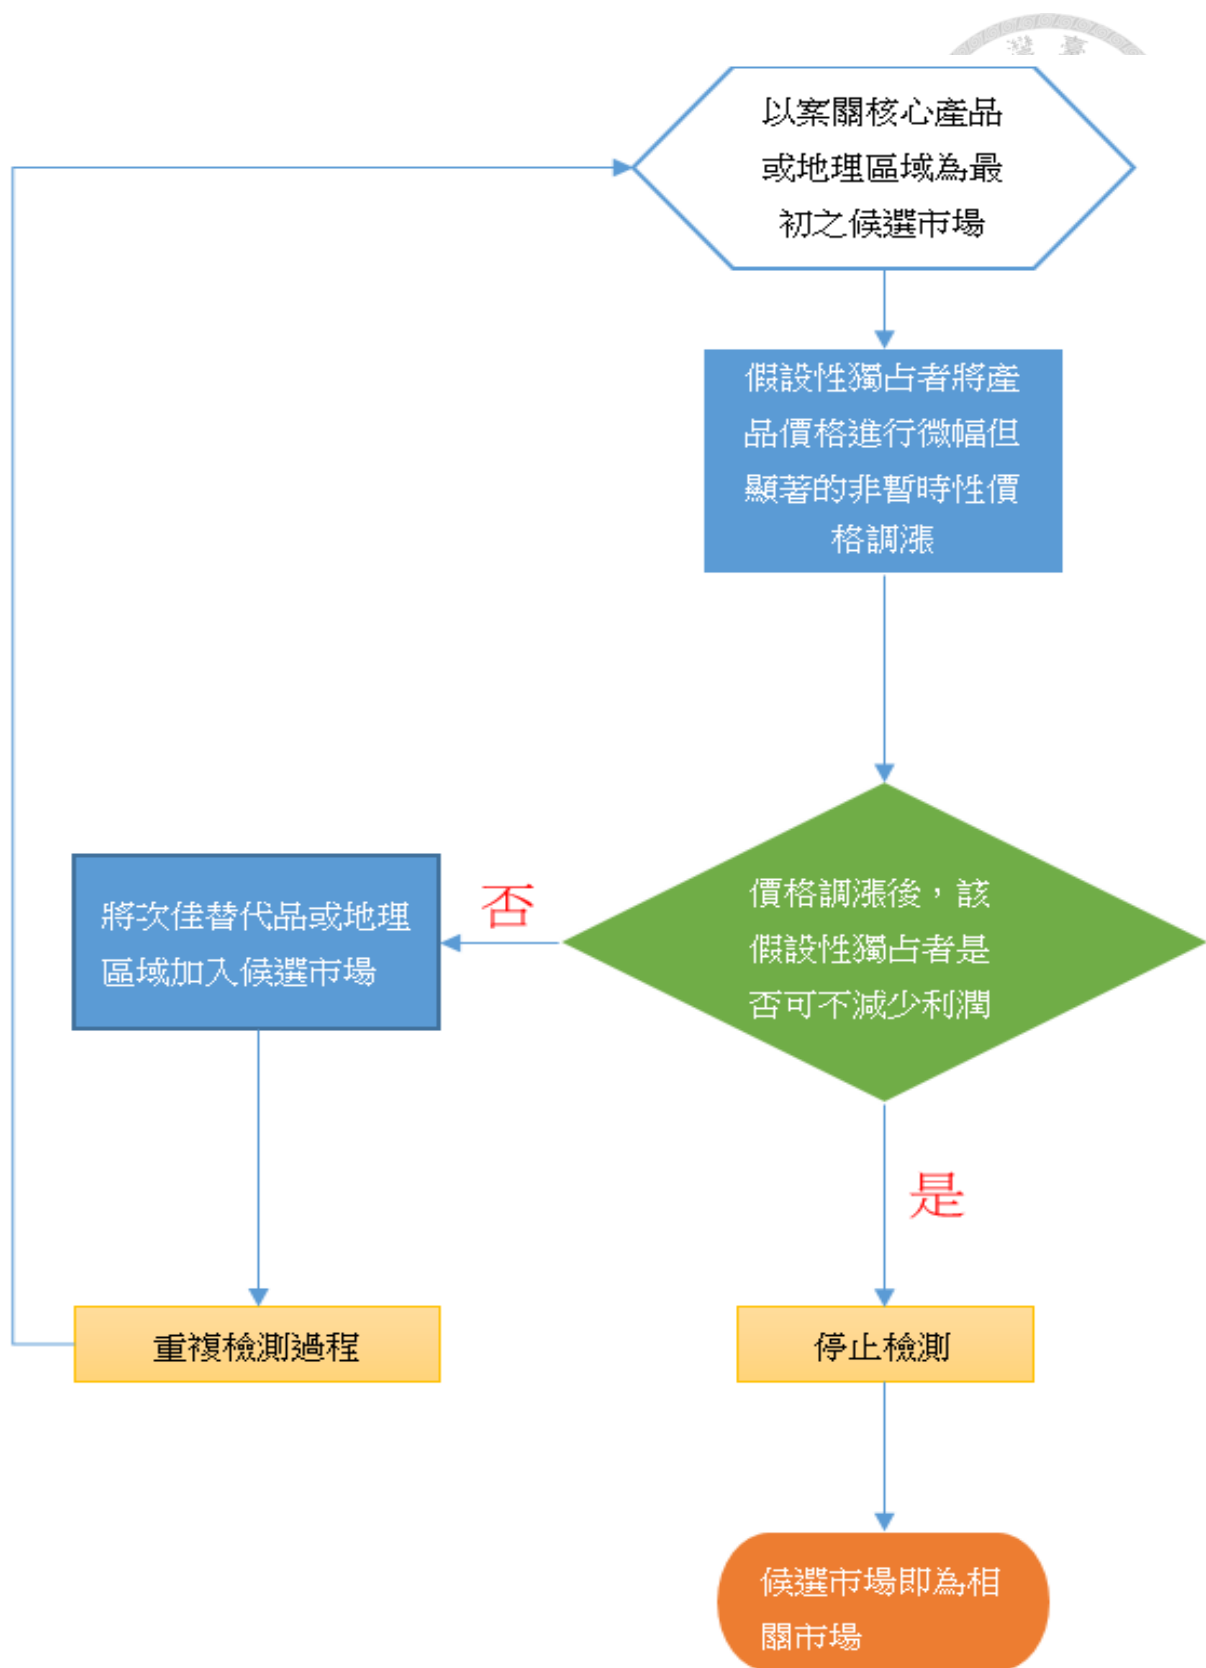 灣臺
以案關核心產品
或地理區域為最
初之候選市場
假設性獨占者將產
品價格進行微幅但
顯著的非暫時性價
格調漲
價格調漲後，該
假設性獨占者是
否可不減少利潤
否
將次佳替代品或地理
區域加入候選市場
是
重複檢測過程
停止檢測
候選市場即為相
關市場